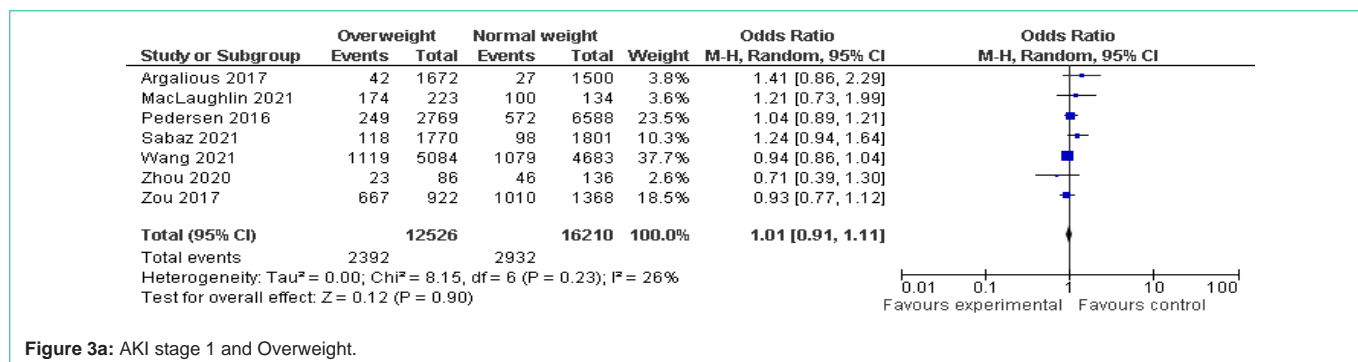 Overweight Normal weight Odds Ratio Odds Ratio
Study or Subgroup Events Total Events Total Weight M-H, Random, 95% CI M-H, Random, 95% CI
Argalious 2017 42 1672 27 1500 3.8% 1.41 [0.86, 2.29]
MacLaughlin 2021 174 223 100 134 3.6% 1.21 [0.73, 1.99]
Pedersen 2016 249 2769 572 6588 23.5% 1.04 [0.89, 1.21]
Sabaz 2021 118 1770 98 1801 10.3% 1.24 [0.94, 1.64]
Wang 2021 1119 5084 1079 4683 37.7% 0.94 [0.86, 1.04]
Zhou 2020 23 86 46 136 2.6% 0.71 [0.39, 1.30]
Zou 2017 667 922 1010 1368 18.5% 0.93 [0.77, 1.12]
Total (95% CI) 12526 16210 100.0% 1.01 [0.91, 1.11]
Total events 2392 2932
Heterogeneity: Tau² = 0.00; Chi² = 8.15, df = 6 (P = 0.23); I² = 26%
Test for overall effect: Z = 0.12 (P = 0.90)
0.01 0.1 1 10 100
Favours experimental Favours control
Figure 3a: AKI stage 1 and Overweight.